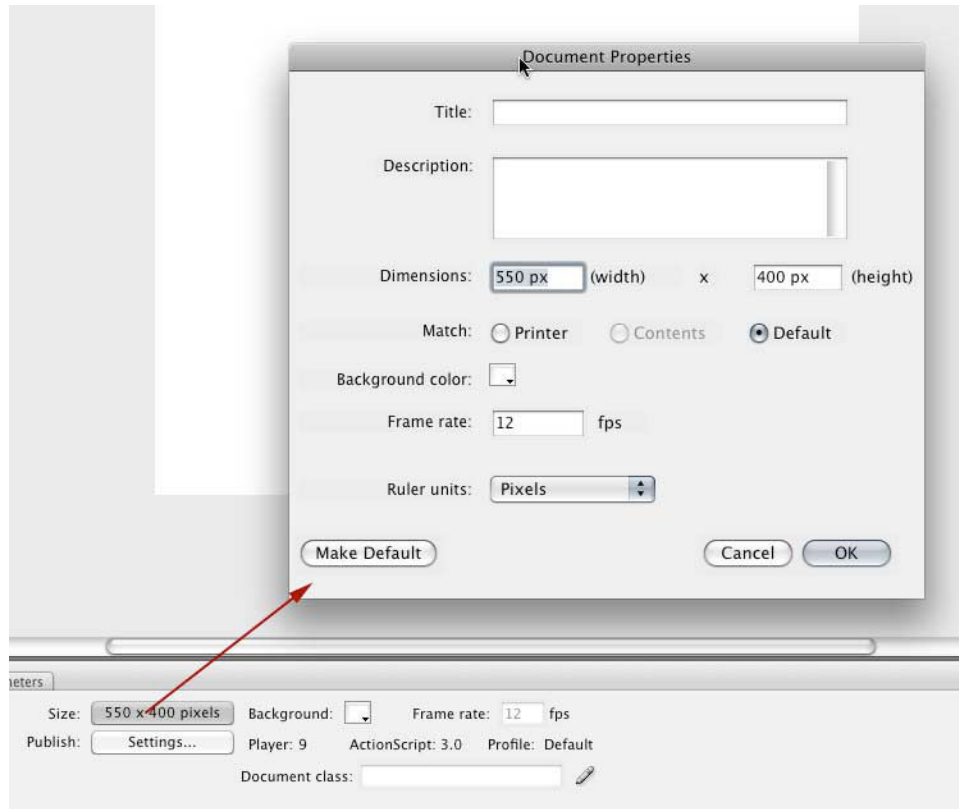 Document Properties
Title:
Description:
Dimensions: 550 px (width) x 400 px (height)
Match: Printer Contents Default
Background color:
Frame rate: 12 fps
Ruler units: Pixels
Make Default Cancel OK
Size: 550 x 400 pixels Background: Frame rate: 12 fps
Publish: Settings... Player: 9 ActionScript: 3.0 Profile: Default
Document class: